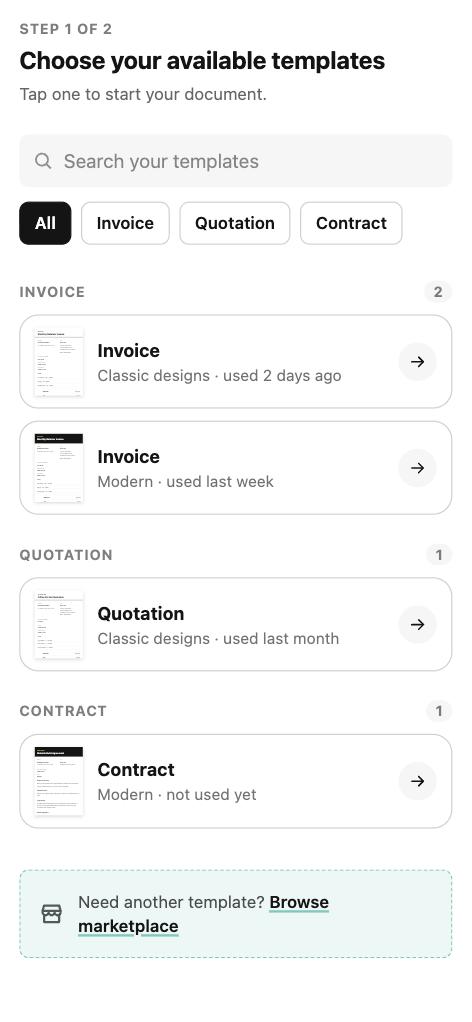 STEP 1 OF 2
Choose your available templates
Tap one to start your document.
Search your templates
All
Invoice
Quotation
Contract
INVOICE
2
Invoice
Classic designs · used 2 days ago
Invoice
Modern · used last week
QUOTATION
1
Quotation
Classic designs · used last month
CONTRACT
1
Contract
Modern · not used yet
Need another template? Browse
marketplace